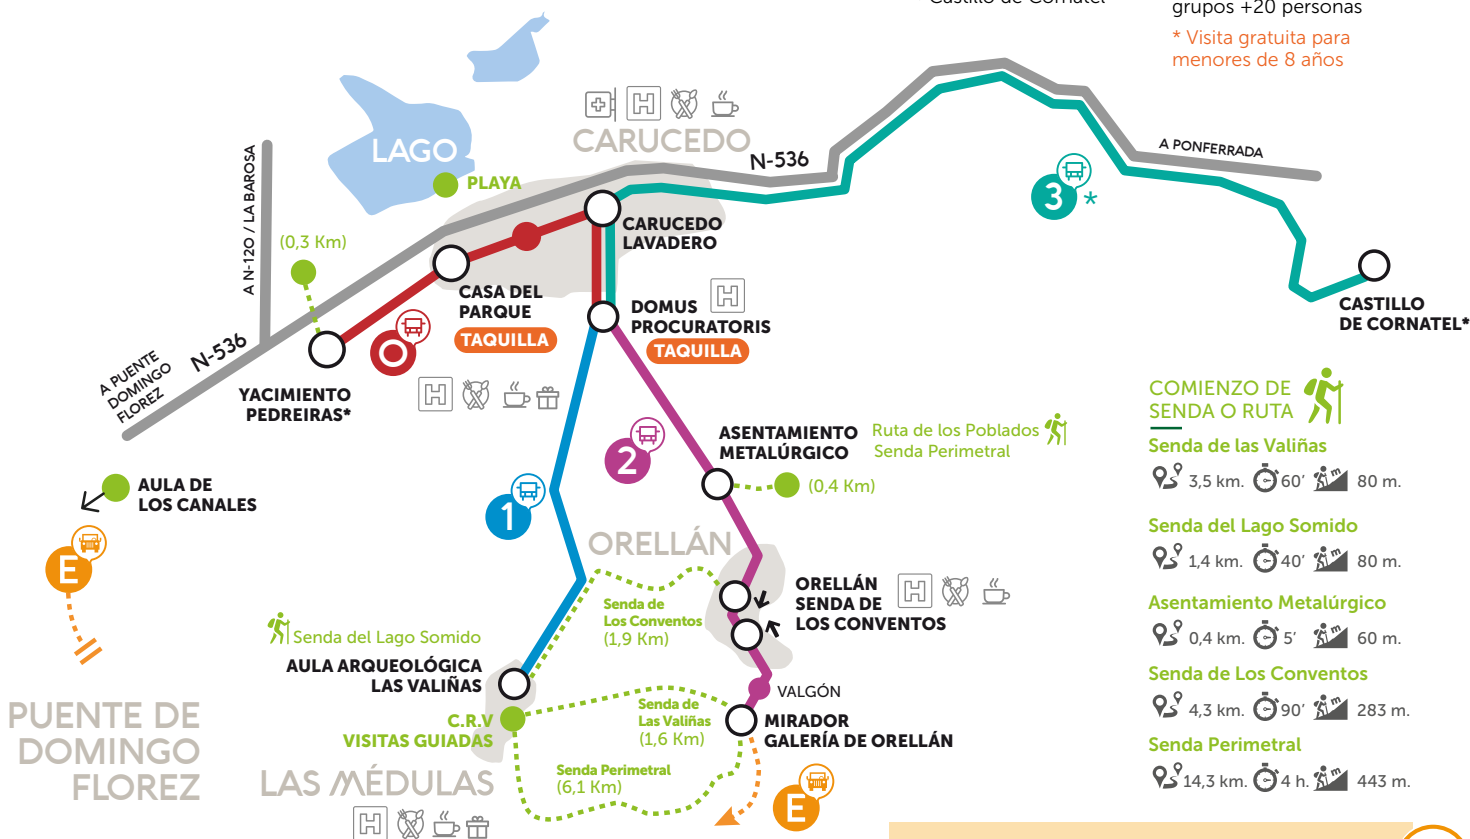 grupos +20 personas
* Visita gratuita para
menores de 8 años
LAGO
PLAYA
CARUCEDO
N-536
A PONFERRADA
3
*
A N-120 / LA BAROSA
(0,3 Km)
CARUCEDO
LAVADERO
CASA DEL
PARQUE
TAQUILLA
DOMUS
PROCURATORIS
TAQUILLA
CASTILLO
DE CORNATEL*
N-536
A PUENTE
DOMINGO
FLOREZ
YACIMIENTO
PEDREIRAS*
H
H
H
O
1
2
ASENTAMIENTO
METALÚRGICO
Ruta de los Poblados
Senda Perimetral
(0,4 Km)
AULA DE
LOS CANALES
E
ORELLÁN
ORELLÁN
SENDA DE
LOS CONVENTOS
H
Senda de
Los Conventos
(1,9 Km)
Senda del Lago Somido
AULA ARQUEOLÓGICA
LAS VALIÑAS
VALGÓN
C.R.V
VISITAS GUIADAS
Senda de
Las Valiñas
(1,6 Km)
MIRADOR
GALERÍA DE ORELLÁN
Senda Perimetral
(6,1 Km)
E
PUENTE DE
DOMINGO
FLOREZ
LAS MÉDULAS
H
COMIENZO DE
SENDA O RUTA
Senda de las Valiñas
3,5 km. 60' m 80 m.
Senda del Lago Somido
1,4 km. 40' m 80 m.
Asentamiento Metalúrgico
0,4 km. 5' m 60 m.
Senda de Los Conventos
4,3 km. 90' m 283 m.
Senda Perimetral
14,3 km. 4 h. m 443 m.